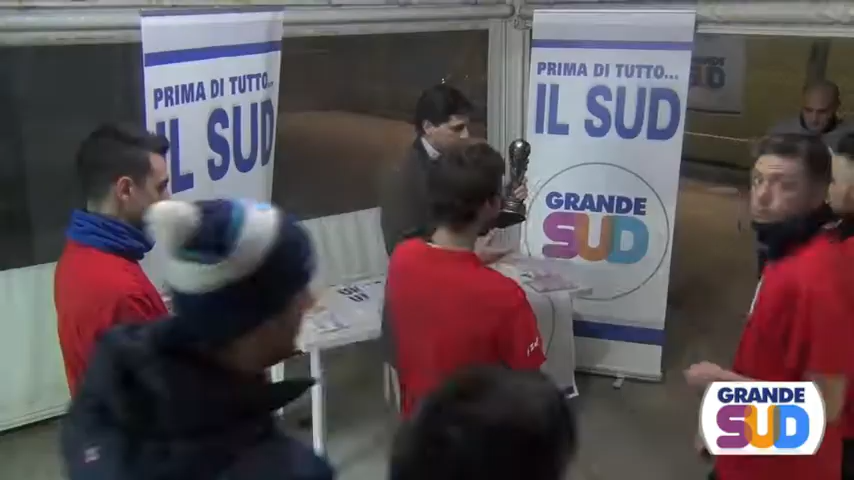 PRIMA DI TUTTO...
IL SUD
PRIMA DI TUTTO...
IL SUD
GRANDE
SUD
GRANDE
SUD